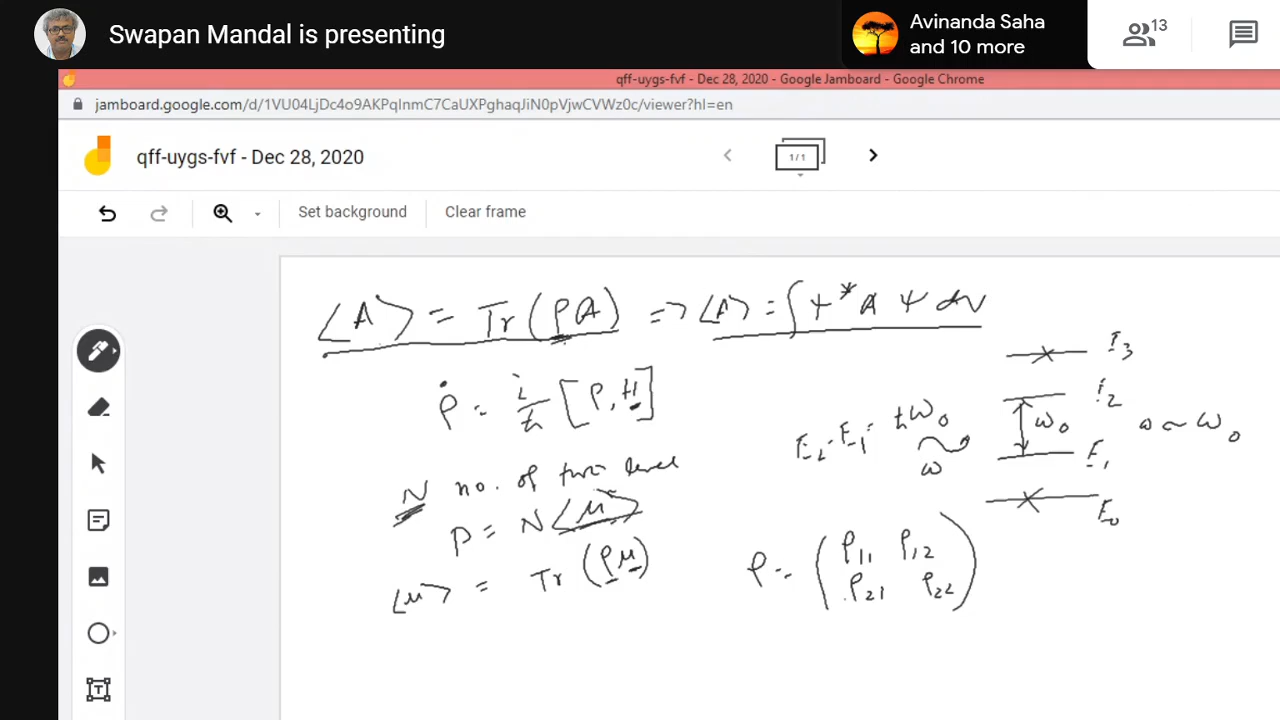 Swapan Mandal is presenting
Avinanda Saha
and 10 more
13
qff-uygs-fvf - Dec 28, 2020 - Google Jamboard - Google Chrome
jamboard.google.com/d/1VU04LjDc4o9AKPqInmC7CaUXPghaqJiN0pVjwCVWz0c/viewer?hl=en
qff-uygs-fvf - Dec 28, 2020
1/1
Set background
Clear frame
⟨A⟩ = Tr(ρA) => ⟨A⟩ = ∫ψ* A ψ dv
E3
ρ̇ = i/ħ [ρ, H]
E2
E2-E1 = ħω0
ω
ω0
ω ~ ω0
E1
N no. of two level
E0
P = N⟨μ⟩
⟨μ⟩ = Tr (ρμ)
ρ = (ρ11 ρ12
ρ21 ρ22)